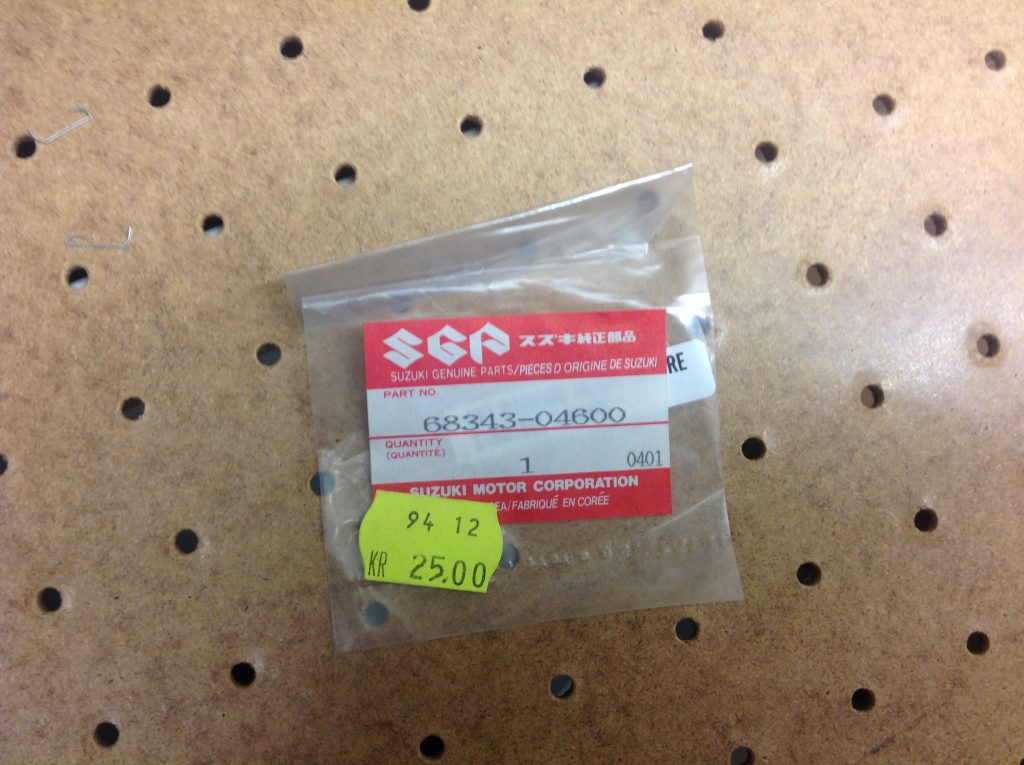 SGP スズキ純正部品
SUZUKI GENUINE PARTS/PIECES D'ORIGINE DE SUZUKI
RE
PART NO.
68343-04600
QUANTITY
(QUANTITÉ)
1 0401
SUZUKI MOTOR CORPORATION
EA/FABRIQUÉ EN CORÉE
94 12
KR 25.00